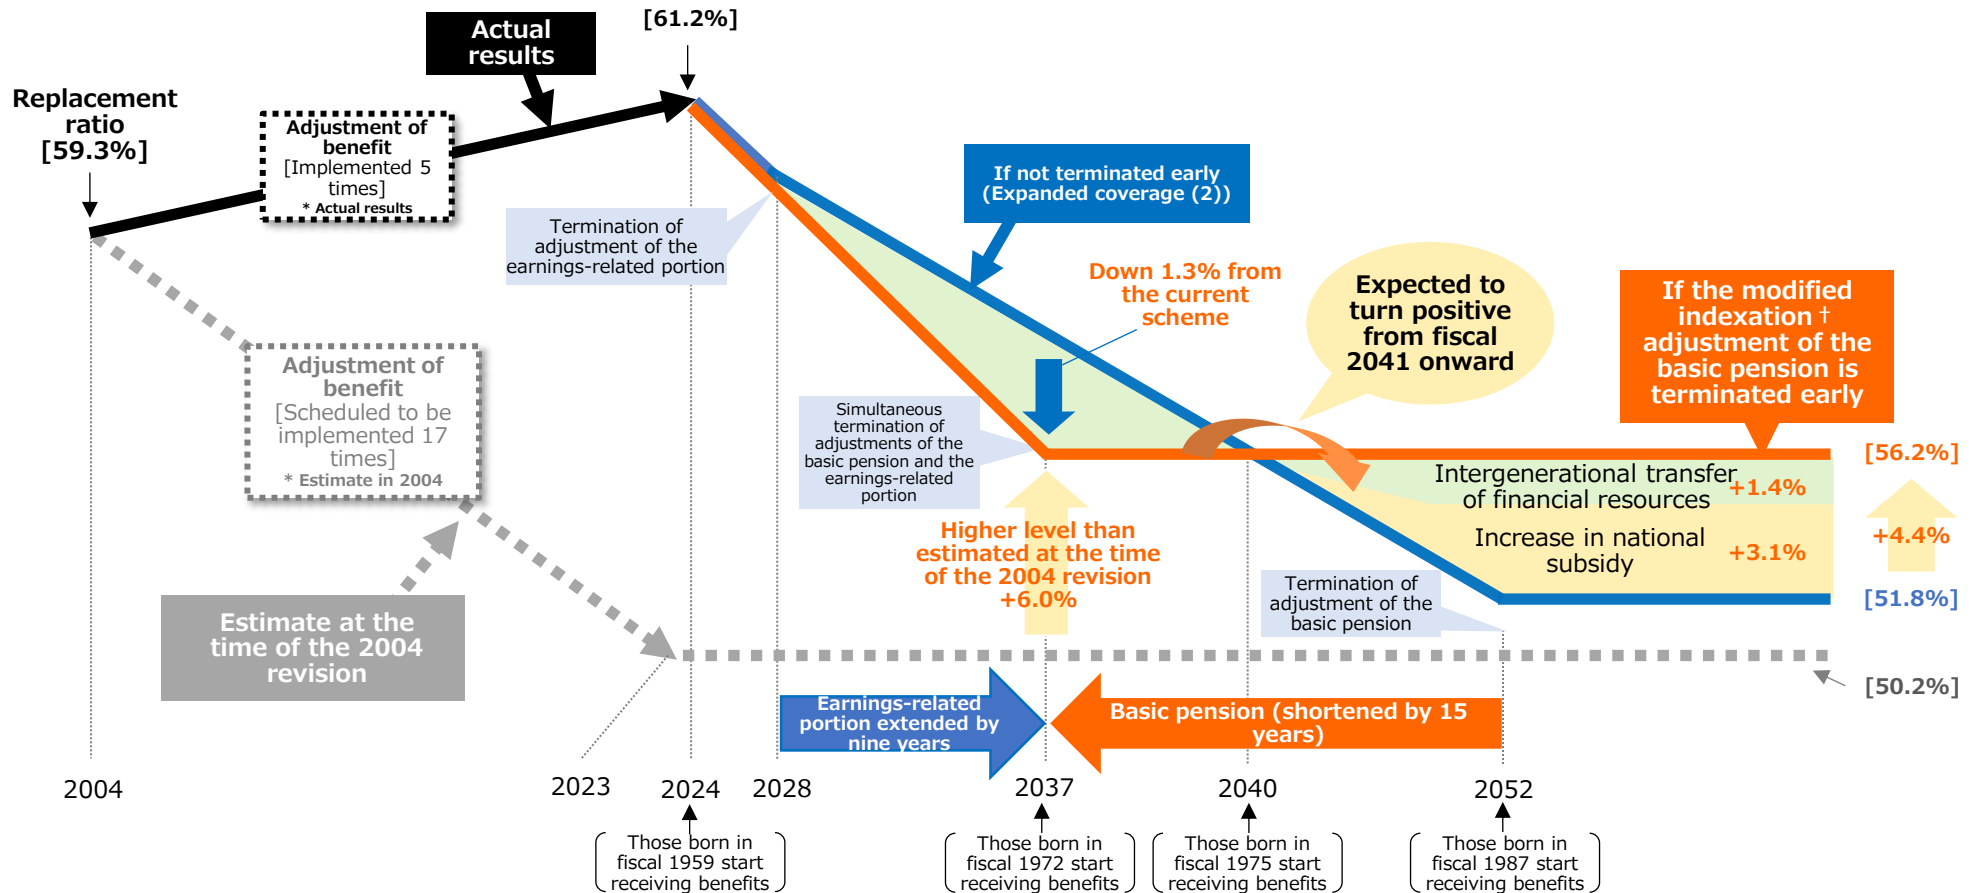 [61.2%]
Actual
results
Replacement
ratio
[59.3%]
Adjustment of
benefit
[Implemented 5
times]
* Actual results
If not terminated early
(Expanded coverage (2))
Termination of
adjustment of the
earnings-related portion
Down 1.3% from
the current
scheme
Expected to
turn positive
from fiscal
2041 onward
If the modified
indexation †
adjustment of the
basic pension is
terminated early
Adjustment of
benefit
[Scheduled to be
implemented 17
times]
* Estimate in 2004
Simultaneous
termination of
adjustments of the
basic pension and the
earnings-related
portion
[56.2%]
Intergenerational transfer
of financial resources
+1.4%
Higher level than
estimated at the time
of the 2004 revision
+6.0%
Increase in national
subsidy
+3.1%
+4.4%
Termination of
adjustment of the
basic pension
[51.8%]
Estimate at the
time of the 2004
revision
[50.2%]
Earnings-related
portion extended by
nine years
Basic pension (shortened by 15
years)
2004
2023
2024
2028
2037
2040
2052
Those born in
fiscal 1959 start
receiving benefits
Those born in
fiscal 1972 start
receiving benefits
Those born in
fiscal 1975 start
receiving benefits
Those born in
fiscal 1987 start
receiving benefits